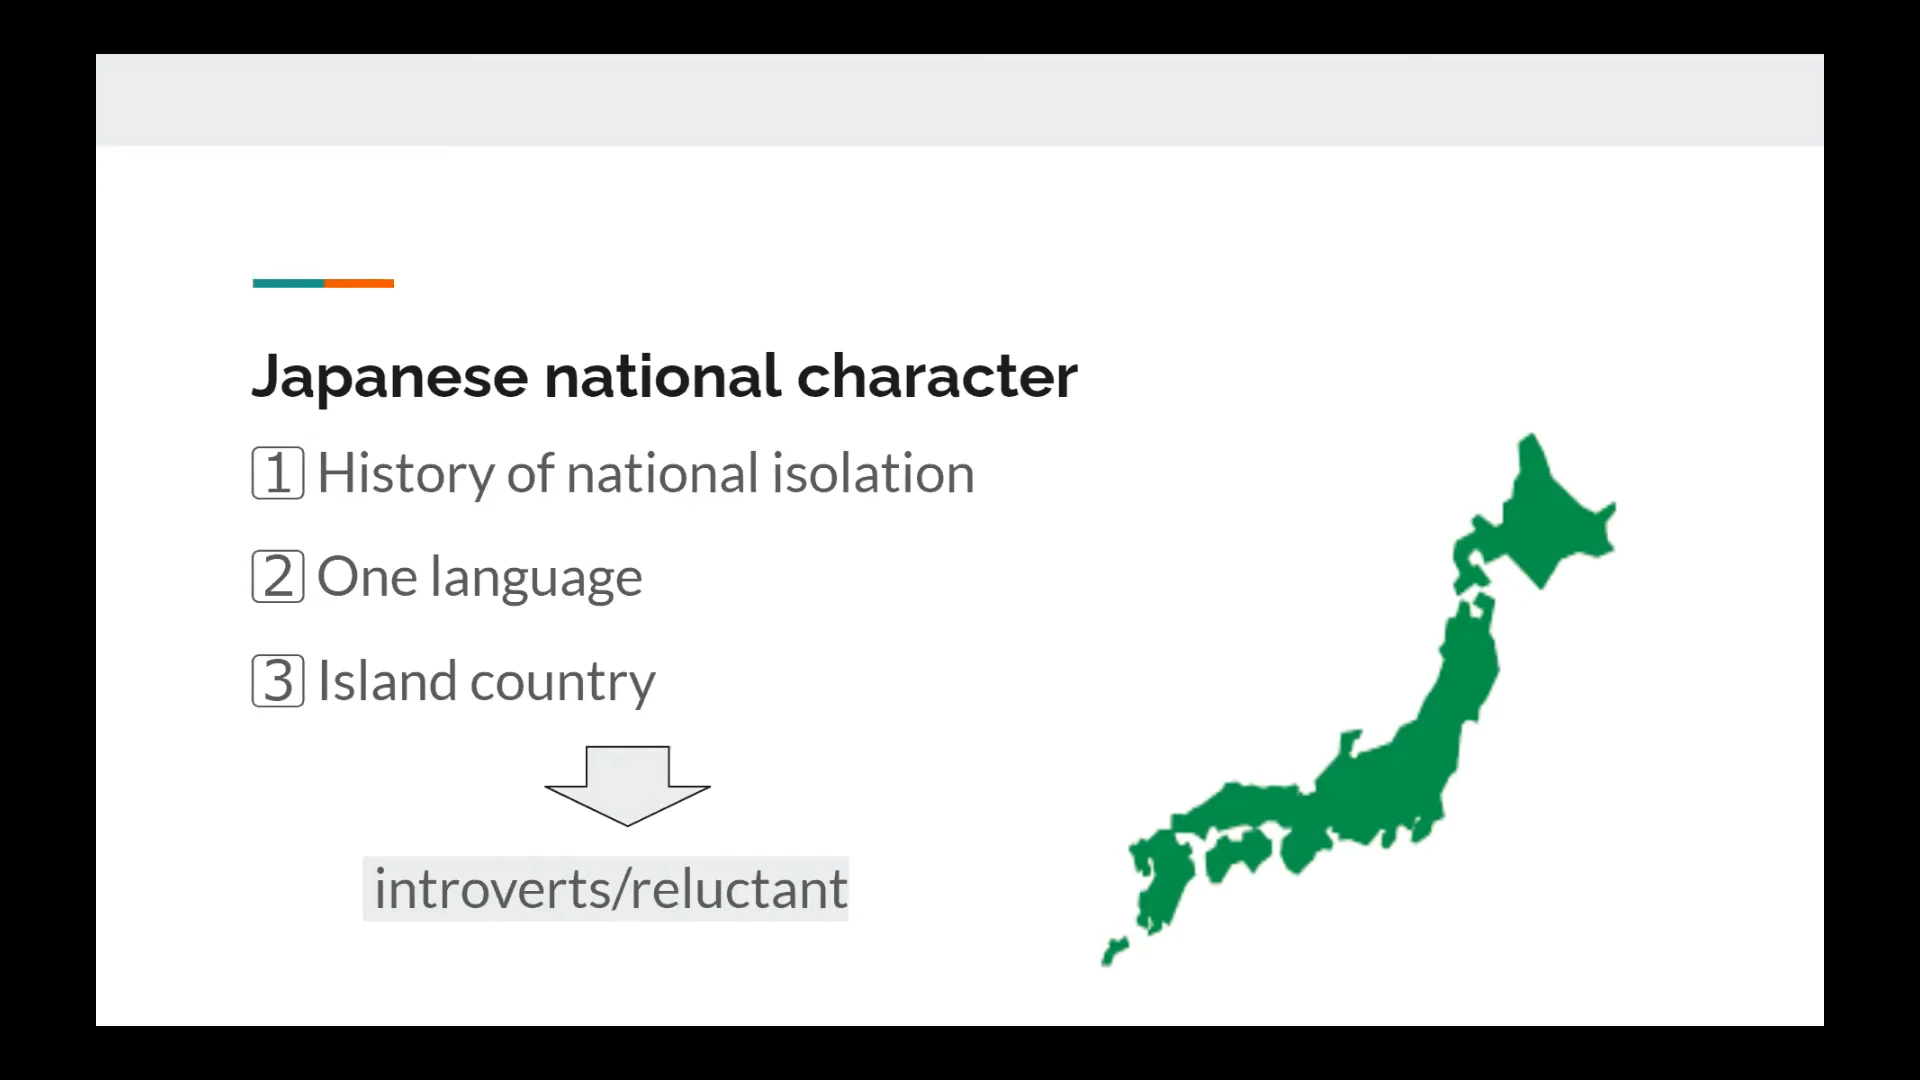 Japanese national character
1 History of national isolation
2 One language
3 Island country
introverts/reluctant